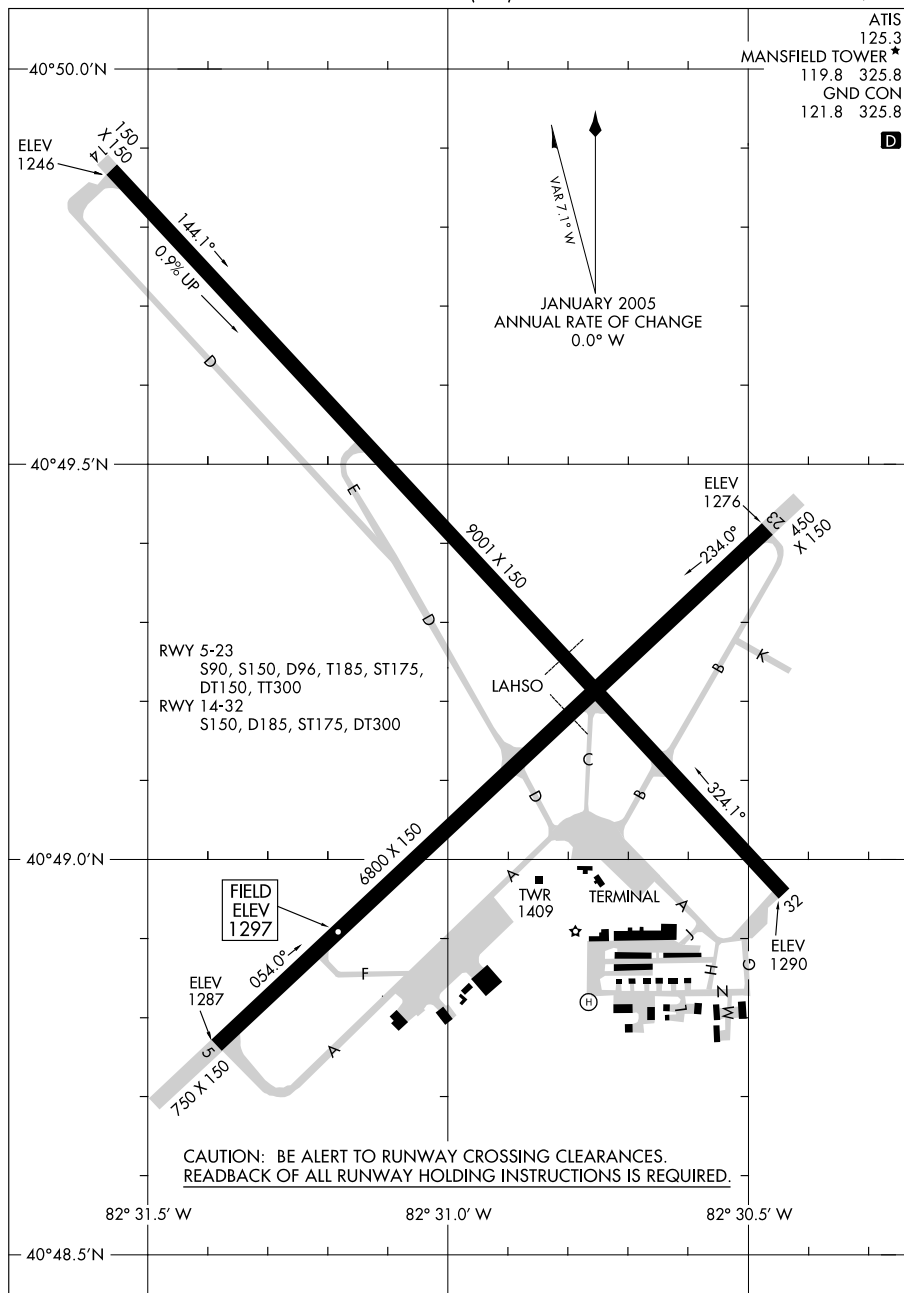 ATIS
125.3
MANSFIELD TOWER ★
119.8 325.8
GND CON
121.8 325.8
D
40°50.0'N
ELEV
1246
14
150
X 150
144.1°
0.9% UP
VAR 7.1° W
JANUARY 2005
ANNUAL RATE OF CHANGE
0.0° W
D
40°49.5'N
E
9001 X 150
ELEV
1276
23
450
X 150
234.0°
D
B
K
RWY 5-23
S90, S150, D96, T185, ST175,
DT150, TT300
RWY 14-32
S150, D185, ST175, DT300
LAHSO
C
D
B
324.1°
6800 X 150
40°49.0'N
A
TWR
1409
TERMINAL
A
32
FIELD
ELEV
1297
J
ELEV
1290
054.0°
F
H
G
ELEV
1287
H
Z
L
M
5
A
750 X 150
CAUTION: BE ALERT TO RUNWAY CROSSING CLEARANCES.
READBACK OF ALL RUNWAY HOLDING INSTRUCTIONS IS REQUIRED.
82° 31.5' W
82° 31.0' W
82° 30.5' W
40°48.5'N